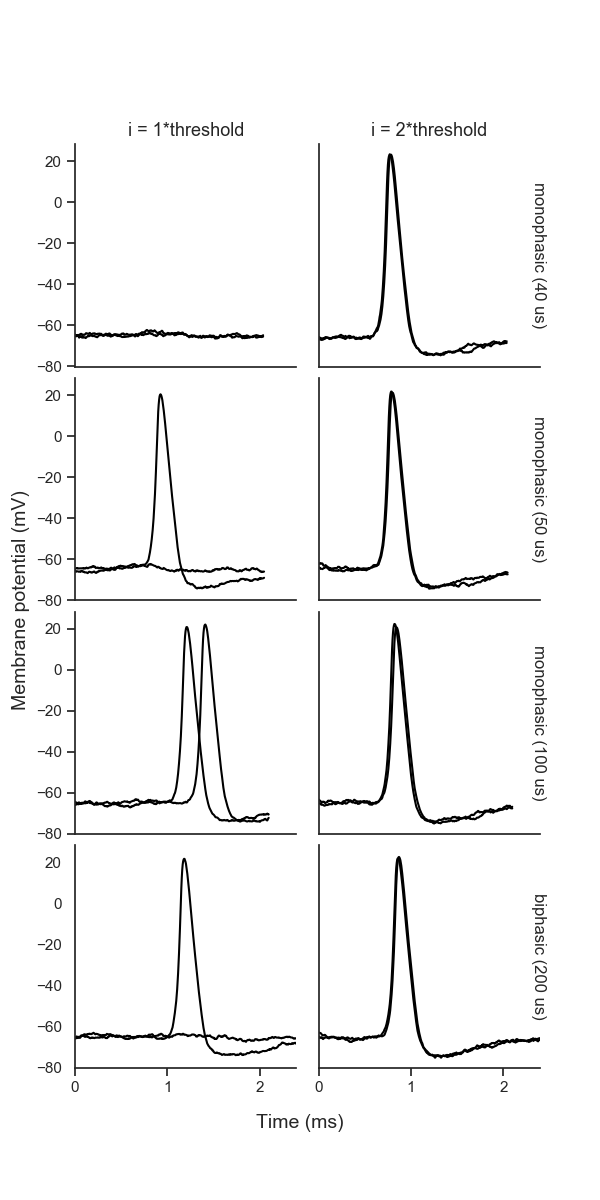 i = 1*threshold
i = 2*threshold
20
0
−20
−40
−60
−80
monophasic (40 us)
20
0
−20
−40
−60
−80
monophasic (50 us)
Membrane potential (mV)
20
0
−20
−40
−60
−80
monophasic (100 us)
20
0
−20
−40
−60
−80
biphasic (200 us)
0 1 2
0 1 2
Time (ms)